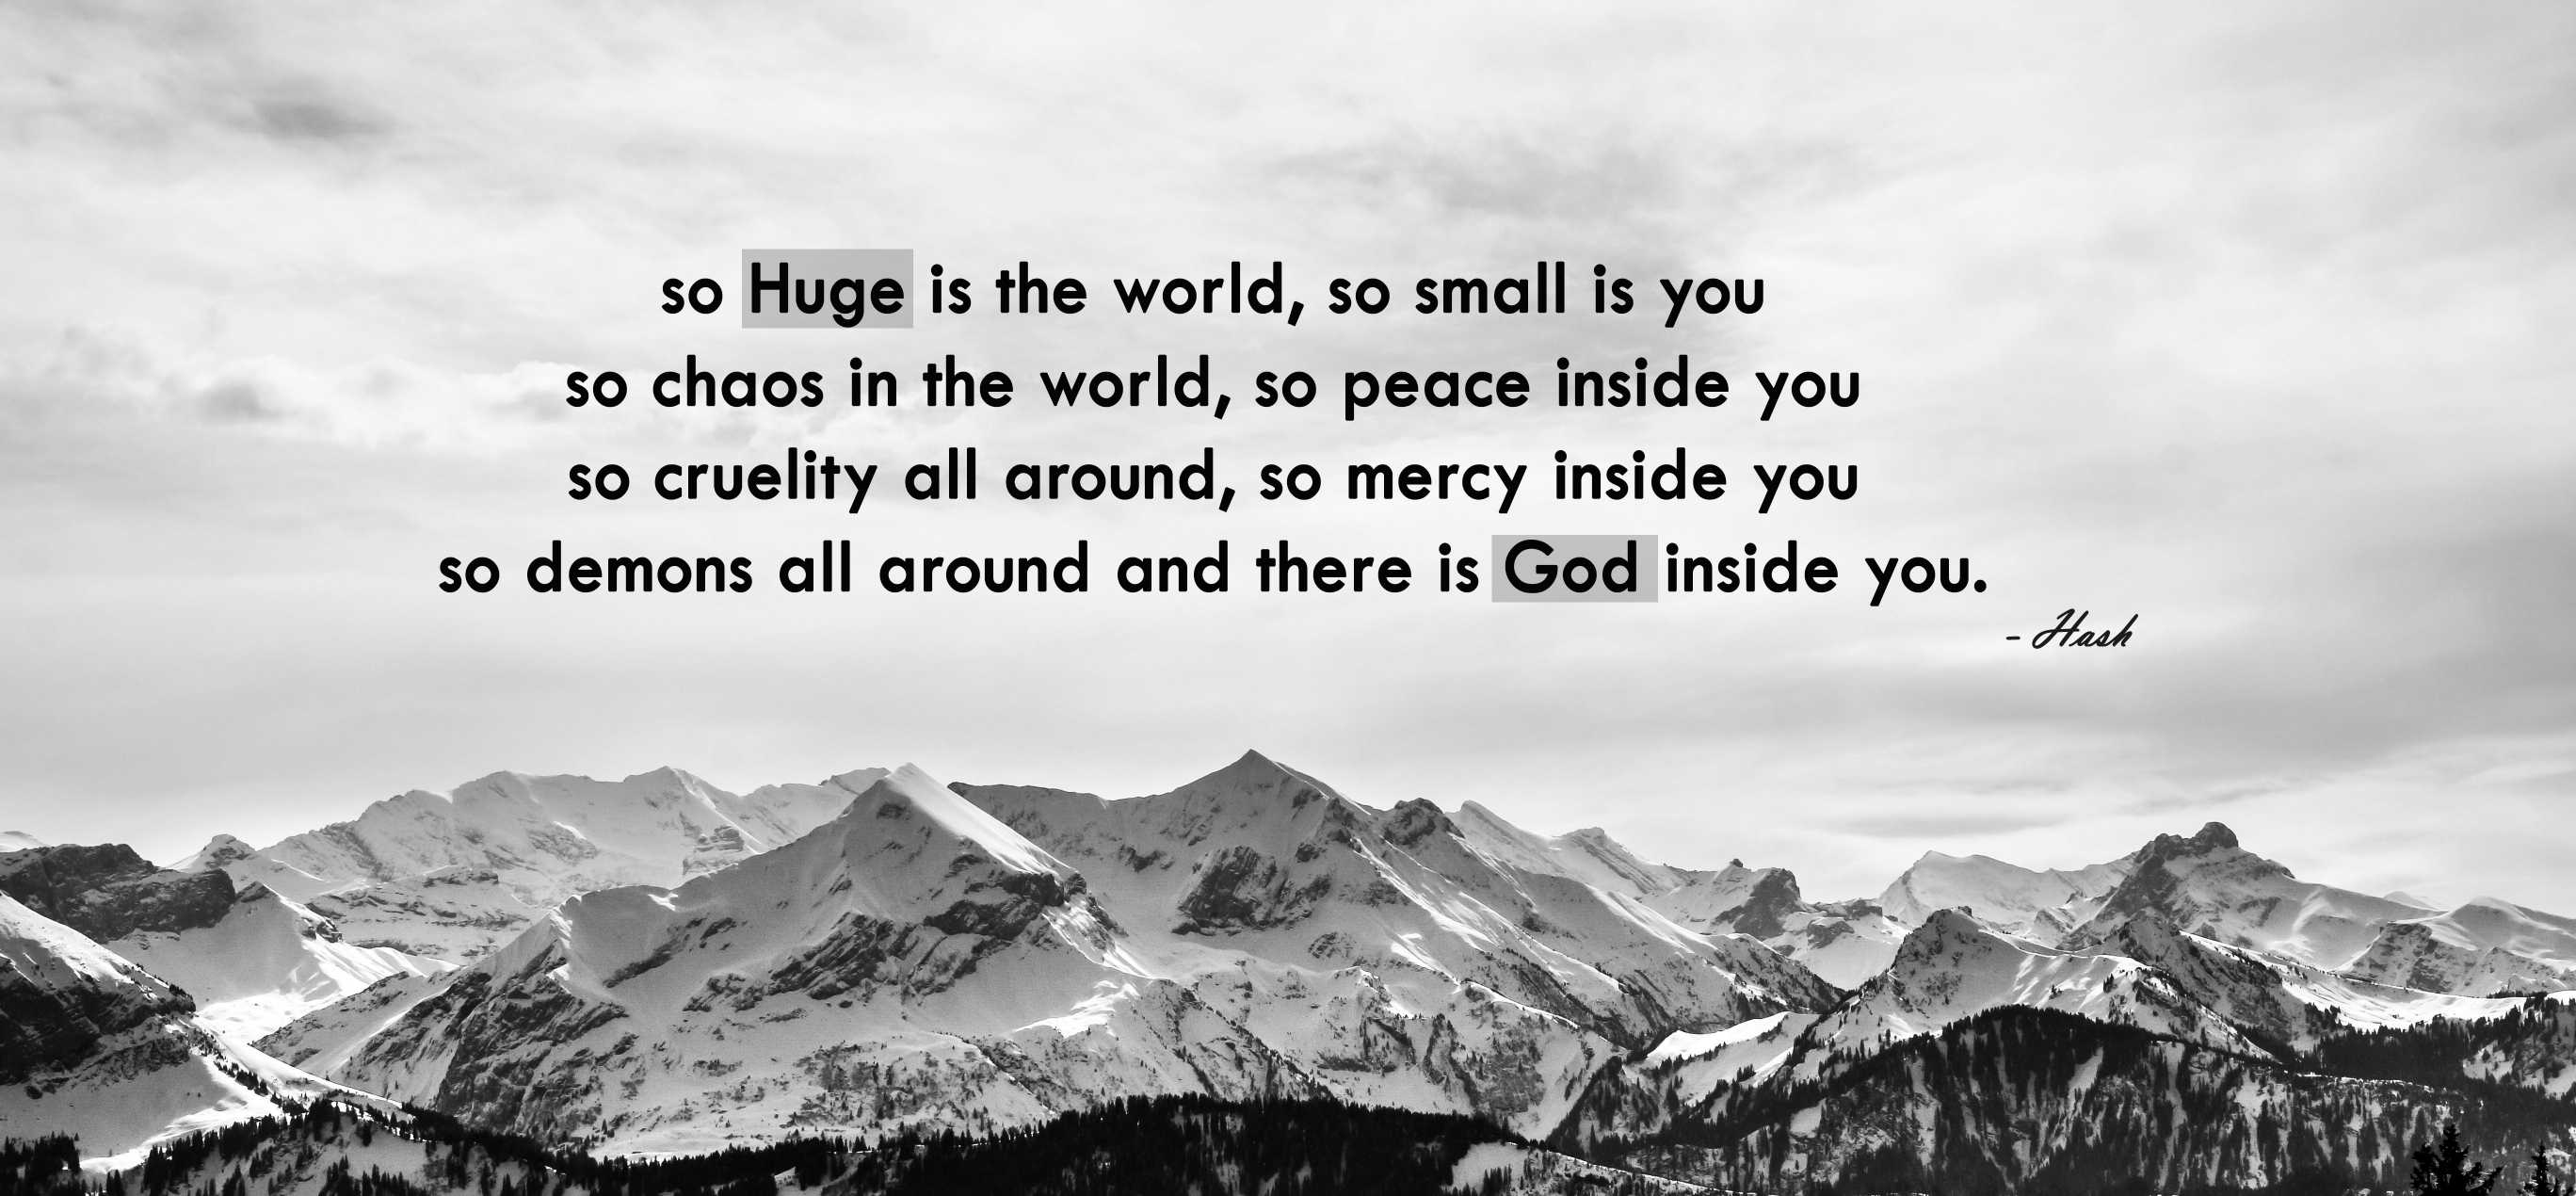 so Huge is the world, so small is you
so chaos in the world, so peace inside you
so cruelity all around, so mercy inside you
so demons all around and there is God inside you.
- Hash